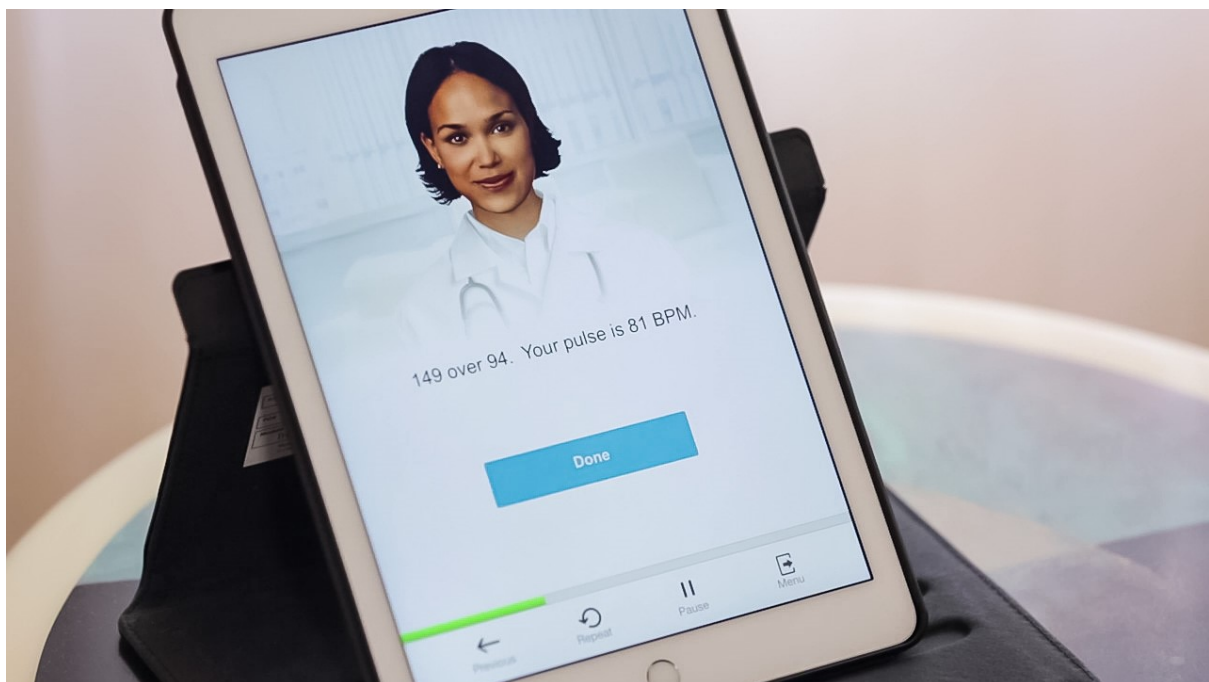 149 over 94. Your pulse is 81 BPM.
Done
Previous
Repeat
Pause
Menu